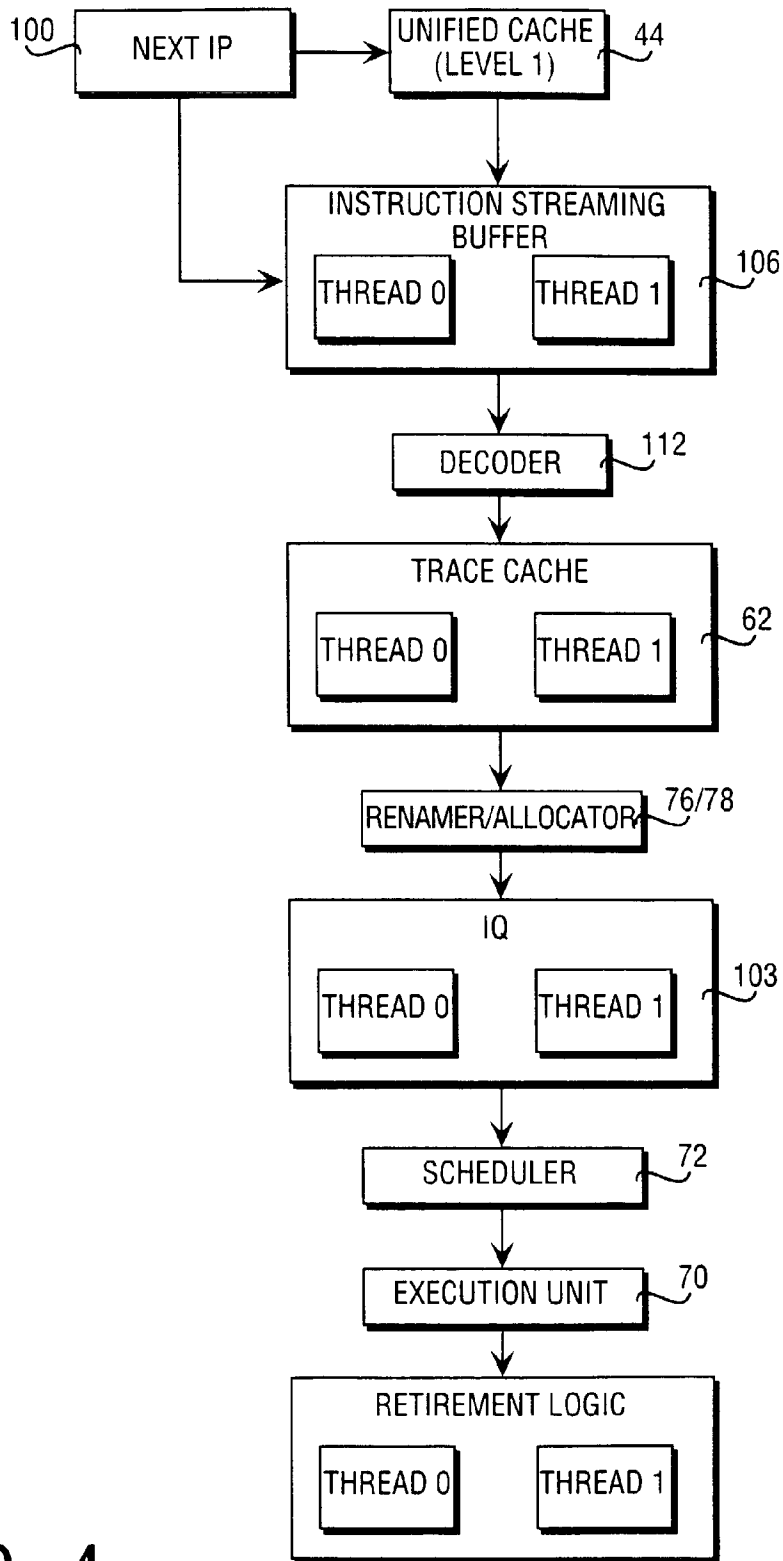 100
NEXT IP
UNIFIED CACHE
(LEVEL 1)
44
INSTRUCTION STREAMING
BUFFER
THREAD 0
THREAD 1
106
DECODER
112
TRACE CACHE
THREAD 0
THREAD 1
62
RENAMER/ALLOCATOR
76/78
IQ
THREAD 0
THREAD 1
103
SCHEDULER
72
EXECUTION UNIT
70
RETIREMENT LOGIC
THREAD 0
THREAD 1